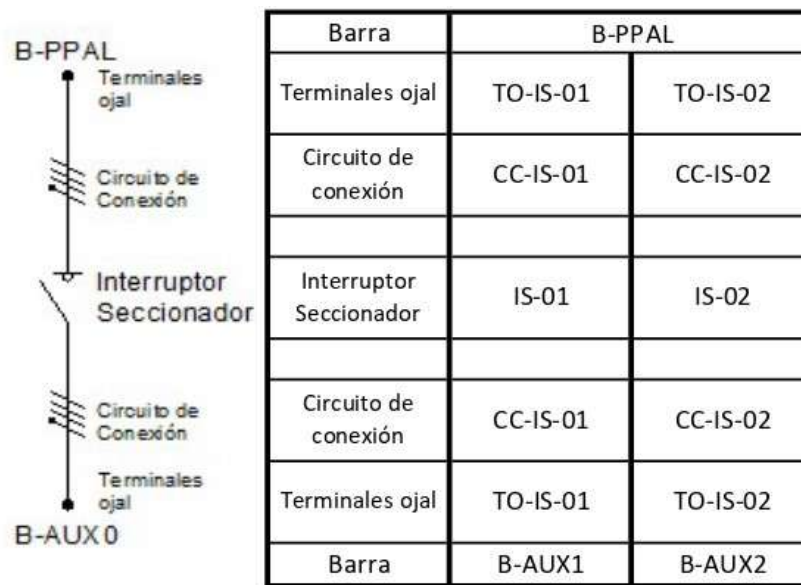 B-PPAL
Terminales
ojal
Circuito de
Conexión
Interruptor
Seccionador
Circuito de
Conexión
Terminales
ojal
B-AUX0
Barra B-PPAL
Terminales ojal TO-IS-01 TO-IS-02
Circuito de
conexión CC-IS-01 CC-IS-02
Interruptor
Seccionador IS-01 IS-02
Circuito de
conexión CC-IS-01 CC-IS-02
Terminales ojal TO-IS-01 TO-IS-02
Barra B-AUX1 B-AUX2